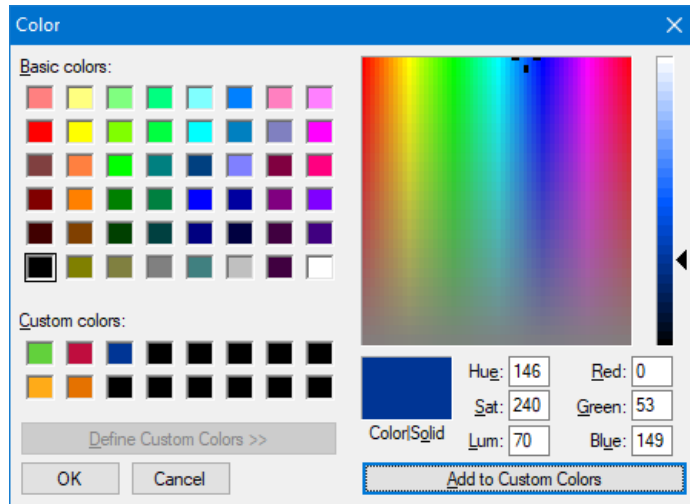 Color
Basic colors:
Custom colors:
Define Custom Colors >>
OK Cancel
Color|Solid
Hue: 146 Red: 0
Sat: 240 Green: 53
Lum: 70 Blue: 149
Add to Custom Colors